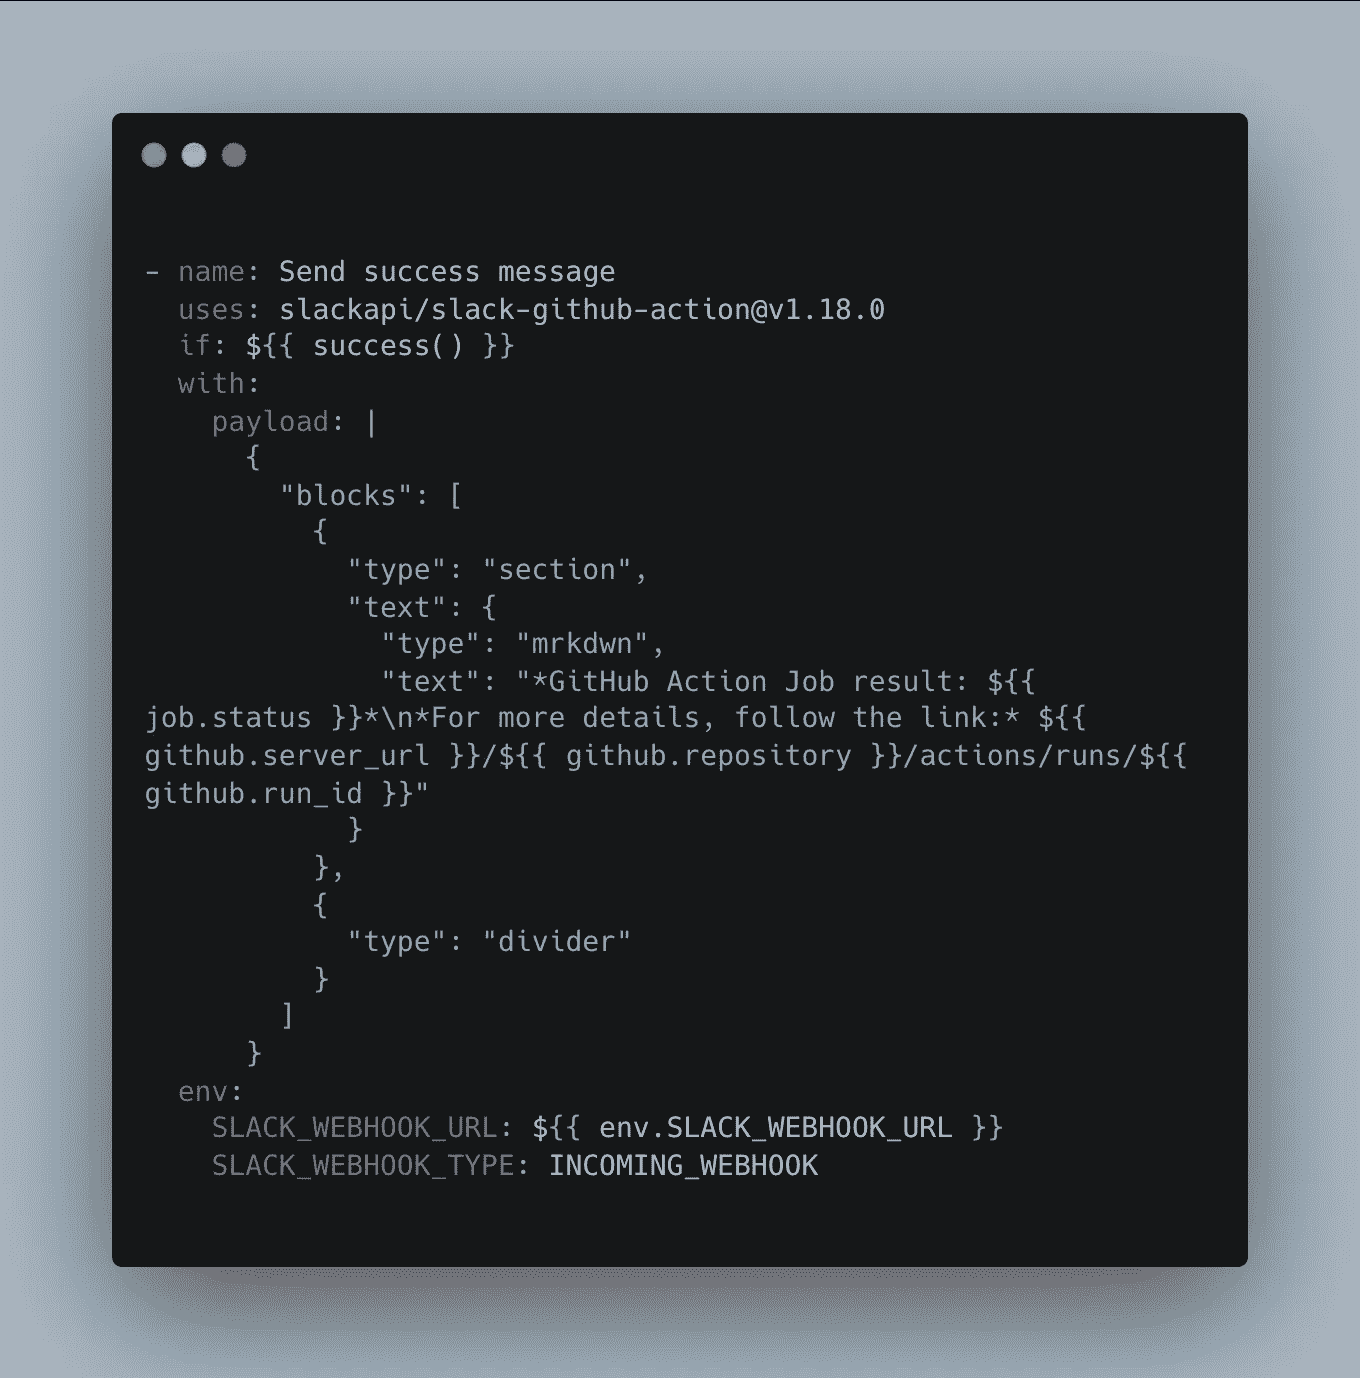 - name: Send success message
  uses: slackapi/slack-github-action@v1.18.0
  if: ${{ success() }}
  with:
    payload: |
      {
        "blocks": [
          {
            "type": "section",
            "text": {
              "type": "mrkdwn",
              "text": "*GitHub Action Job result: ${{
job.status }}*\n*For more details, follow the link:* ${{
github.server_url }}/${{ github.repository }}/actions/runs/${{
github.run_id }}"
            }
          },
          {
            "type": "divider"
          }
        ]
      }
  env:
    SLACK_WEBHOOK_URL: ${{ env.SLACK_WEBHOOK_URL }}
    SLACK_WEBHOOK_TYPE: INCOMING_WEBHOOK